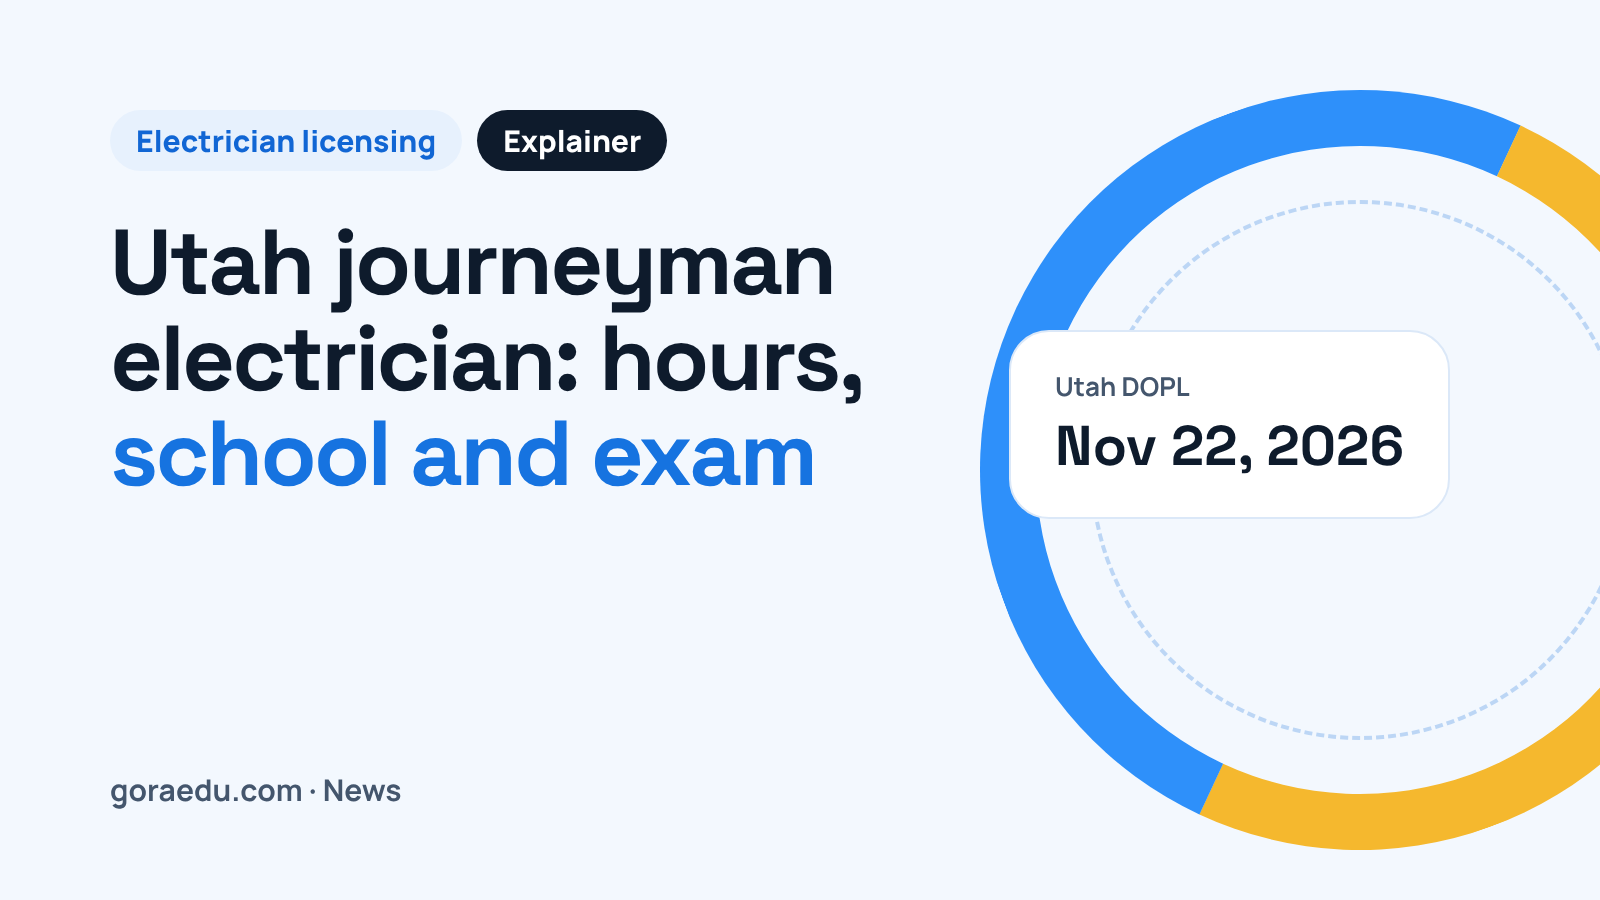 Electrician licensing
Explainer
Utah journeyman
electrician: hours,
school and exam
Utah DOPL
Nov 22, 2026
goraedu.com · News